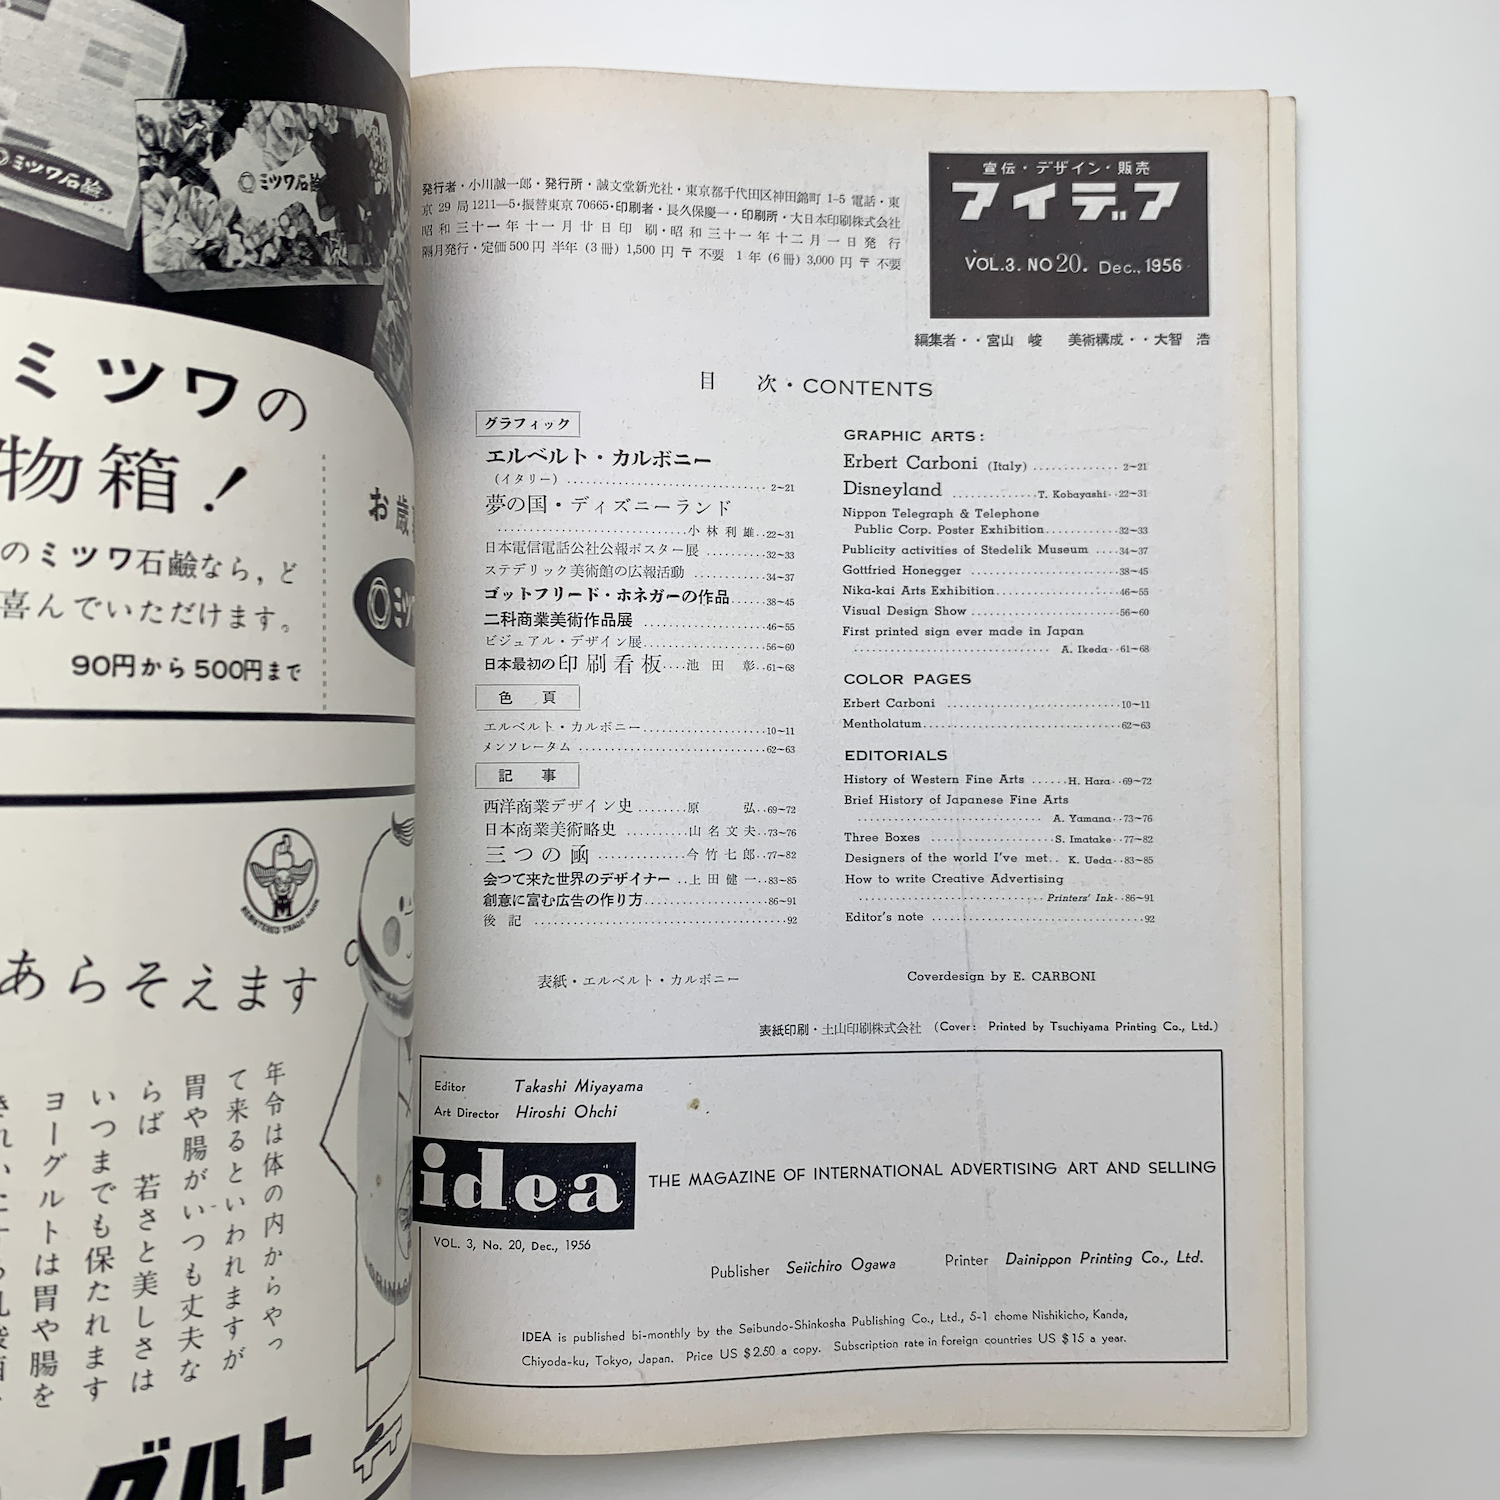 ミツワ石鹼
ミツワ石鹼
ミツワの
物箱!
のミツワ石鹼なら,ど
喜んでいただけます。
90円から500円まで
お歳
REGISTERED TRADE MARK
あらそえます
年令は体の内からやっ
て来るといわれますが
胃や腸がいつも丈夫な
らば 若さと美しさは
いつまでも保たれます
ヨーグルトは胃や腸を
グルト
発行者・小川誠一郎・発行所・誠文堂新光社・東京都千代田区神田錦町 1-5 電話・東
京 29 局 1211—5・振替東京 70665・印刷者・長久保慶一・印刷所・大日本印刷株式会社
昭和三十一年十一月廿日印刷・昭和三十一年十二月一日発行
隔月発行・定価500円 半年(3冊)1,500円〒不要 1年(6冊)3,000円〒不要
宣伝・デザイン・販売
アイデア
VOL.3. NO 20. Dec., 1956
編集者・・宮山 峻 美術構成・・大智 浩
目 次・CONTENTS
グラフィック
エルベルト・カルボニー
(イタリー) 2~21
夢の国・ディズニーランド
小林利雄 22~31
日本電信電話公社公報ポスター展 32~33
ステデリック美術館の広報活動 34~37
ゴットフリード・ホネガーの作品 38~45
二科商業美術作品展 46~55
ビジュアル・デザイン展 56~60
日本最初の印刷看板 池田 彰 61~68
色 頁
エルベルト・カルボニー 10~11
メンソレータム 62~63
記 事
西洋商業デザイン史 原 弘 69~72
日本商業美術略史 山名文夫 73~76
三つの凾 今竹七郎 77~82
会つて来た世界のデザイナー 上田健一 83~85
創意に富む広告の作り方 86~91
後 記 92
表紙・エルベルト・カルボニー
GRAPHIC ARTS:
Erbert Carboni (Italy) 2~21
Disneyland T. Kobayashi 22~31
Nippon Telegraph & Telephone
Public Corp. Poster Exhibition 32~33
Publicity activities of Stedelik Museum 34~37
Gottfried Honegger 38~45
Nika-kai Arts Exhibition 46~55
Visual Design Show 56~60
First printed sign ever made in Japan
A. Ikeda 61~68
COLOR PAGES
Erbert Carboni 10~11
Mentholatum 62~63
EDITORIALS
History of Western Fine Arts H. Hara 69~72
Brief History of Japanese Fine Arts
A. Yamana 73~76
Three Boxes S. Imatake 77~82
Designers of the world I've met K. Ueda 83~85
How to write Creative Advertising
Printers' Ink 86~91
Editor's note 92
Coverdesign by E. CARBONI
表紙印刷・土山印刷株式会社 (Cover: Printed by Tsuchiyama Printing Co., Ltd.)
Editor Takashi Miyayama
Art Director Hiroshi Ohchi
idea
THE MAGAZINE OF INTERNATIONAL ADVERTISING ART AND SELLING
VOL. 3, No. 20, Dec., 1956
Publisher Seiichiro Ogawa Printer Dainippon Printing Co., Ltd.
IDEA is published bi-monthly by the Seibundo-Shinkosha Publishing Co., Ltd., 5-1 chome Nishikicho, Kanda,
Chiyoda-ku, Tokyo, Japan. Price US $2.50 a copy. Subscription rate in foreign countries US $15 a year.